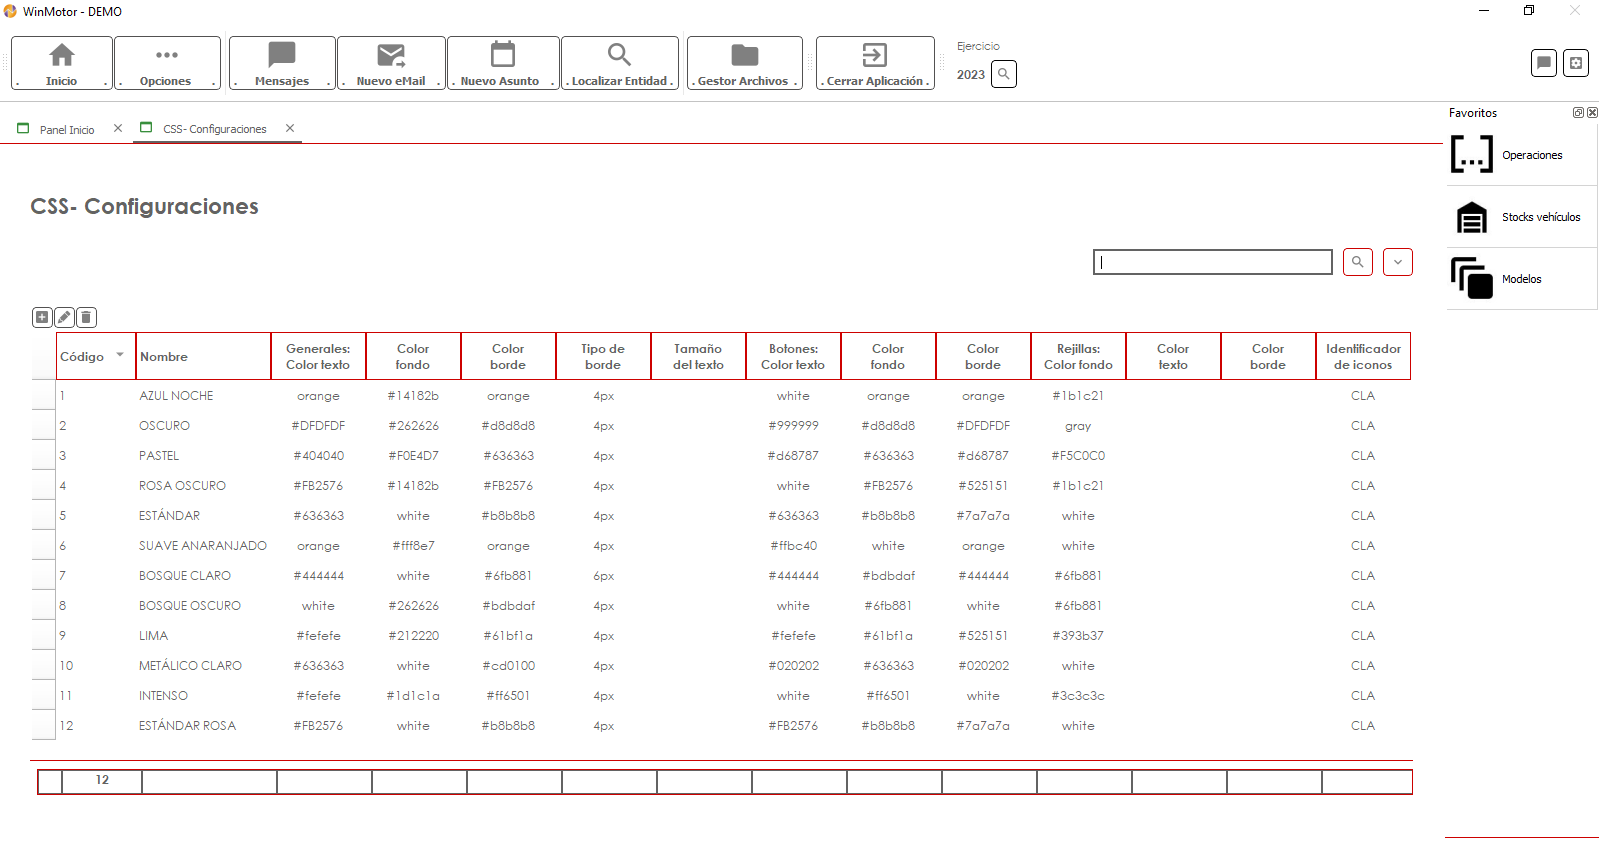 WinMotor - DEMO
. Inicio .
. Opciones .
. Mensajes .
. Nuevo eMail .
. Nuevo Asunto .
. Localizar Entidad .
. Gestor Archivos .
. Cerrar Aplicación .
Ejercicio
2023
Panel Inicio
CSS- Configuraciones
Favoritos
Operaciones
Stocks vehículos
Modelos
CSS- Configuraciones
Código Nombre Generales: Color texto Color fondo Color borde Tipo de borde Tamaño del texto Botones: Color texto Color fondo Color borde Rejillas: Color fondo Color texto Color borde Identificador de iconos
1 AZUL NOCHE orange #14182b orange 4px white orange orange #1b1c21 CLA
2 OSCURO #DFDFDF #262626 #d8d8d8 4px #999999 #d8d8d8 #DFDFDF gray CLA
3 PASTEL #404040 #F0E4D7 #636363 4px #d68787 #636363 #d68787 #F5C0C0 CLA
4 ROSA OSCURO #FB2576 #14182b #FB2576 4px white #FB2576 #525151 #1b1c21 CLA
5 ESTÁNDAR #636363 white #b8b8b8 4px #636363 #b8b8b8 #7a7a7a white CLA
6 SUAVE ANARANJADO orange #fff8e7 orange 4px #ffbc40 white orange white CLA
7 BOSQUE CLARO #444444 white #6fb881 6px #444444 #bdbdaf #444444 #6fb881 CLA
8 BOSQUE OSCURO white #262626 #bdbdaf 4px white #6fb881 white #6fb881 CLA
9 LIMA #fefefe #212220 #61bf1a 4px #fefefe #61bf1a #525151 #393b37 CLA
10 METÁLICO CLARO #636363 white #cd0100 4px #020202 #636363 #020202 white CLA
11 INTENSO #fefefe #1d1c1a #ff6501 4px white #ff6501 white #3c3c3c CLA
12 ESTÁNDAR ROSA #FB2576 white #b8b8b8 4px #FB2576 #b8b8b8 #7a7a7a white CLA
12